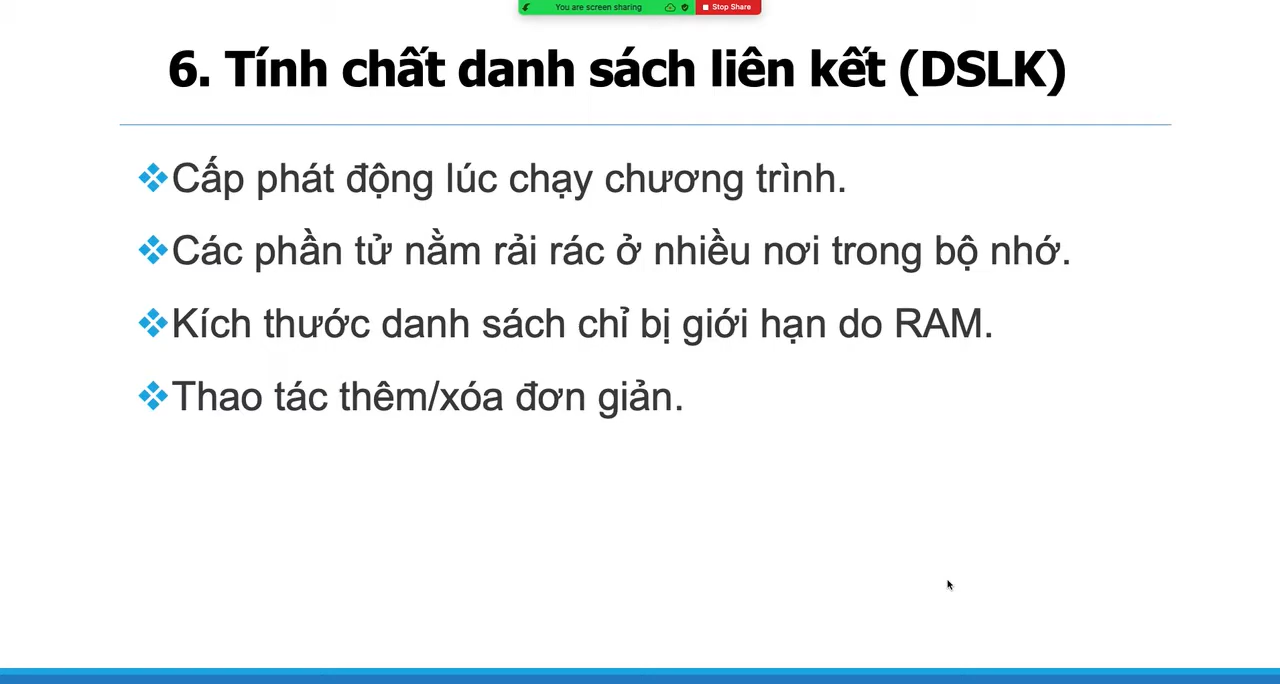 You are screen sharing
Stop Share
6. Tính chất danh sách liên kết (DSLK)
Cấp phát động lúc chạy chương trình.
Các phần tử nằm rải rác ở nhiều nơi trong bộ nhớ.
Kích thước danh sách chỉ bị giới hạn do RAM.
Thao tác thêm/xóa đơn giản.